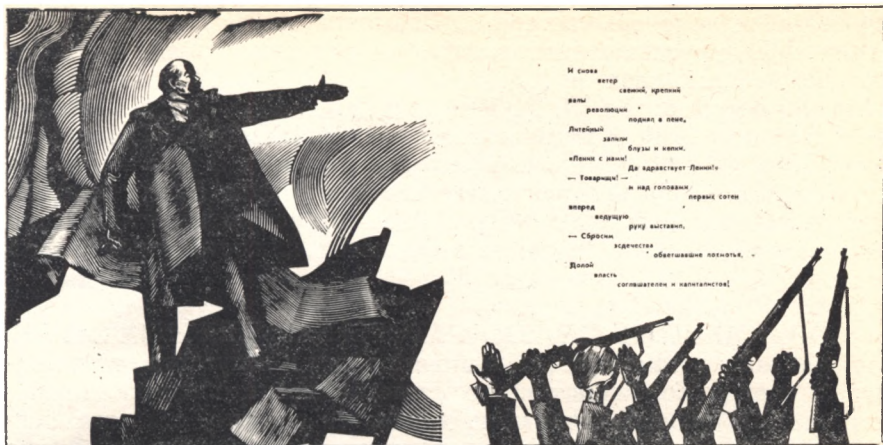 И снова
ветер
свежий, крепкий
валы
революции
поднял в пене.
Литейный
залили
блузы и кепки.
«Ленин с нами!
Да здравствует Ленин!»
— Товарищи! —
и над головами
первых сотен
вперед
ведущую
руку выставил.
— Сбросим
эсдечества
обветшавшие лохмотья.
Долой
власть
соглашателей и капиталистов!